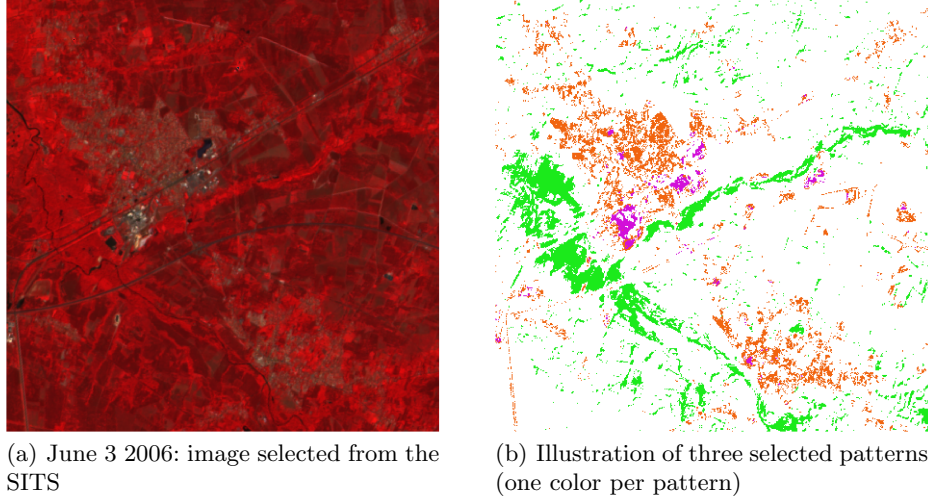 (a) June 3 2006: image selected from the
SITS
(b) Illustration of three selected patterns
(one color per pattern)